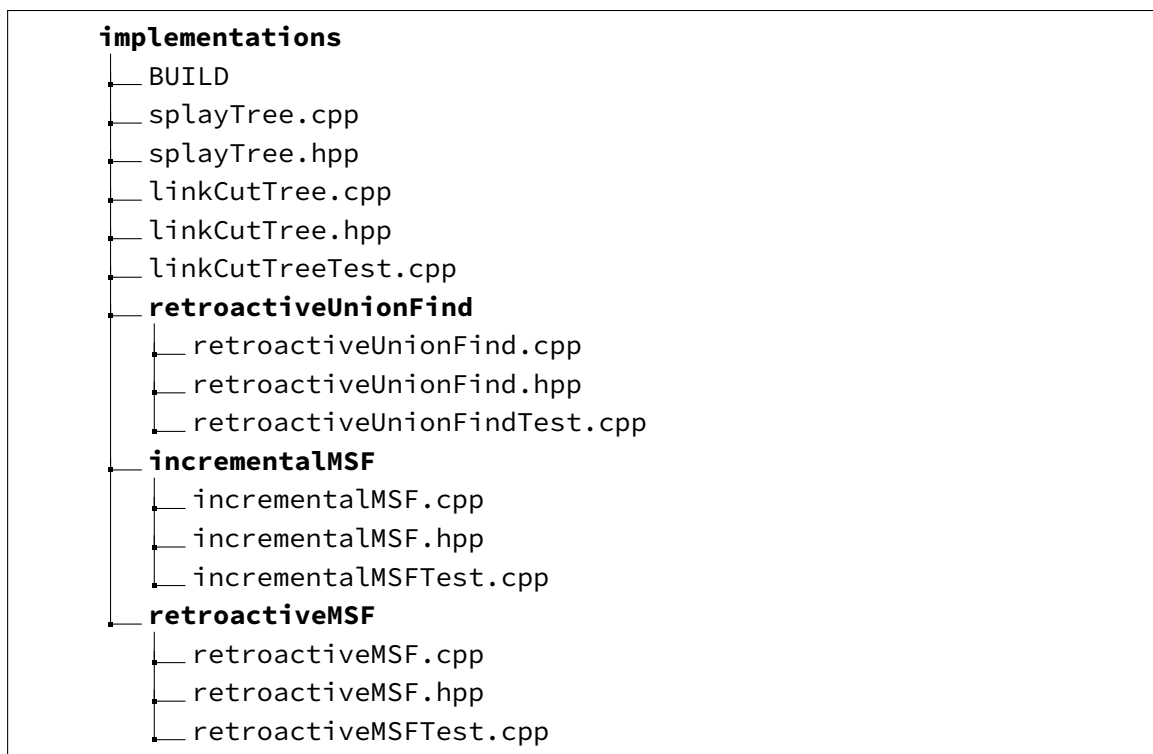 implementations
BUILD
splayTree.cpp
splayTree.hpp
linkCutTree.cpp
linkCutTree.hpp
linkCutTreeTest.cpp
retroactiveUnionFind
retroactiveUnionFind.cpp
retroactiveUnionFind.hpp
retroactiveUnionFindTest.cpp
incrementalMSF
incrementalMSF.cpp
incrementalMSF.hpp
incrementalMSFTest.cpp
retroactiveMSF
retroactiveMSF.cpp
retroactiveMSF.hpp
retroactiveMSFTest.cpp